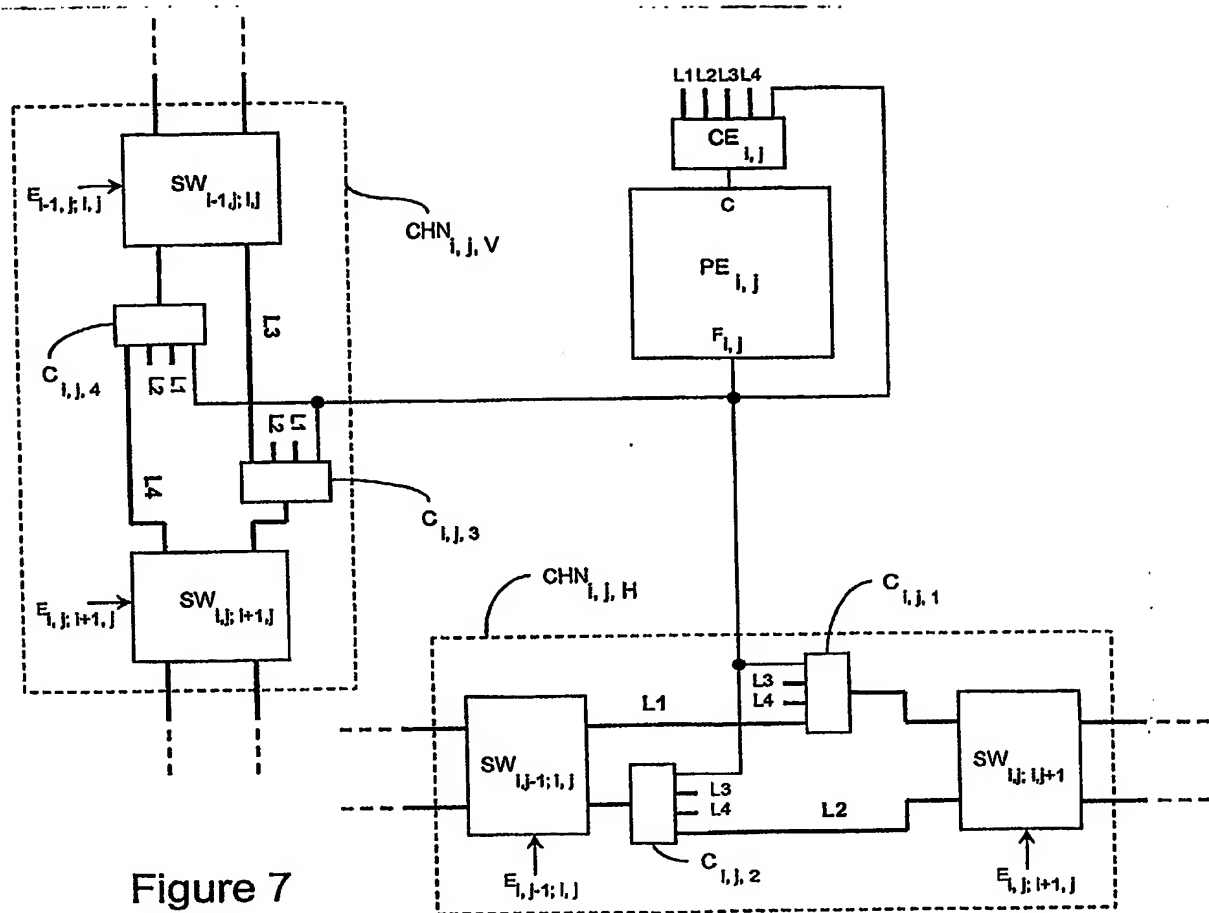 L1 L2 L3 L4
CE i, j
C
PE i, j
F i, j
SW i-1,j; i,j
E i-1, j; i, j
CHN i, j, V
C i, j, 4
L2
L1
L3
L2
L1
L4
C i, j, 3
SW i,j; i+1,j
E i, j; i+1, j
CHN i, j, H
C i, j, 1
L3
L4
L1
SW i,j-1; i, j
L3
L4
L2
SW i,j; i,j+1
C i, j, 2
E i, j-1; i, j
E i, j; i+1, j
Figure 7